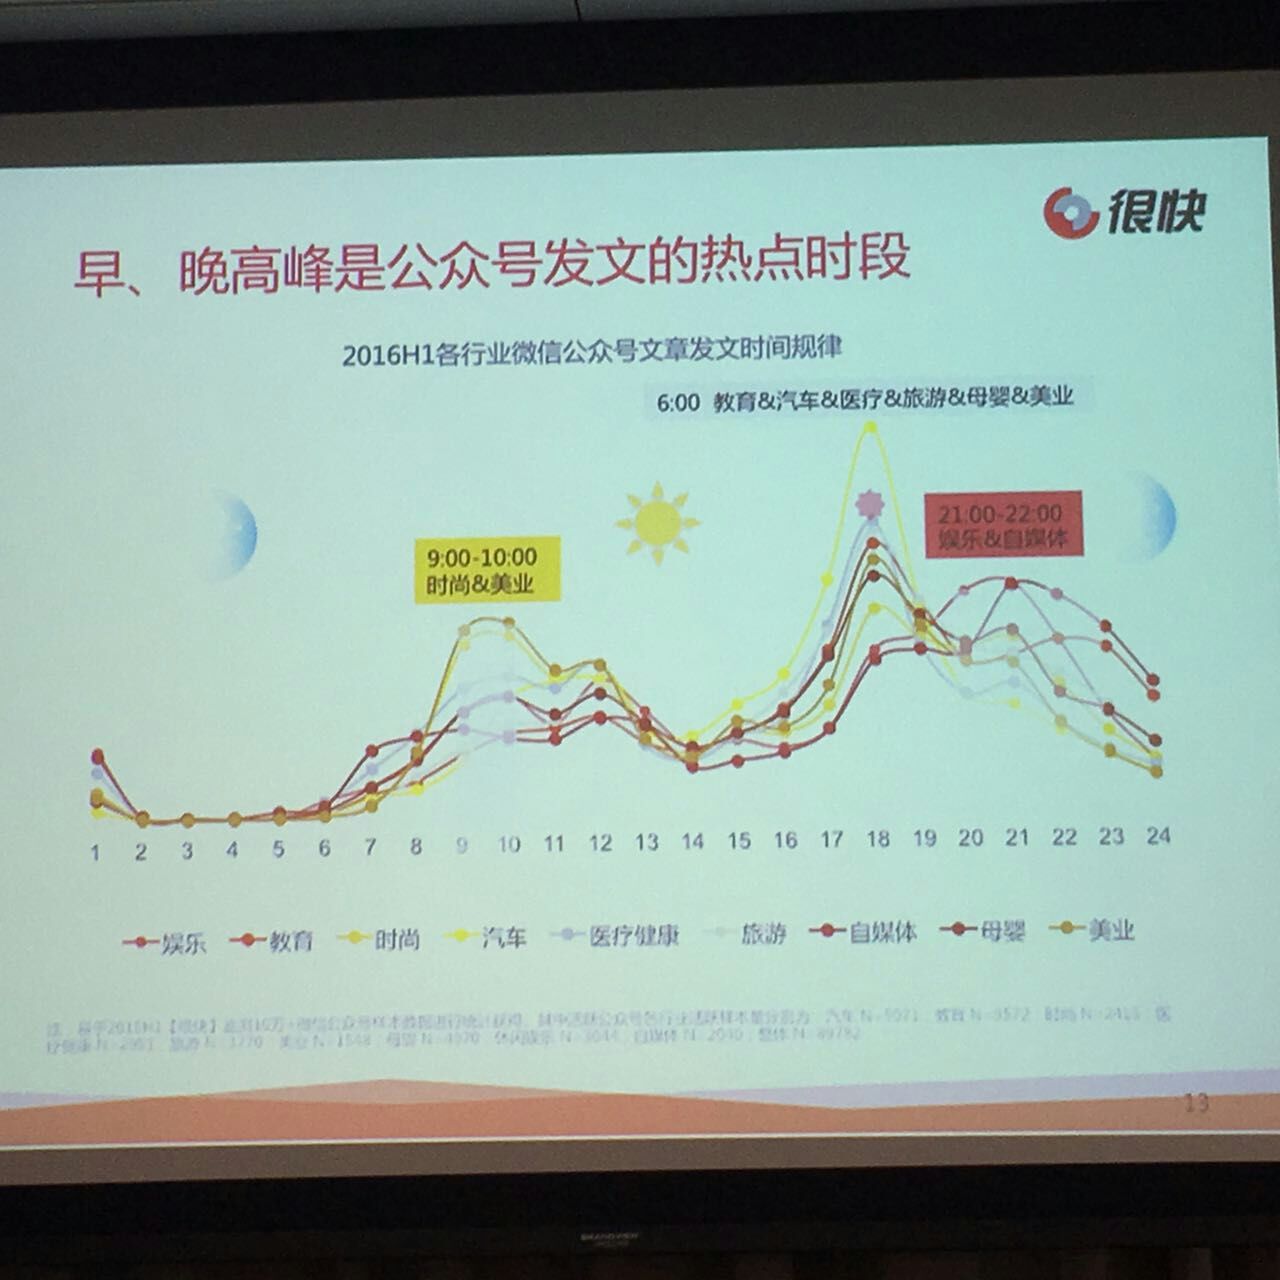 很快
早、晚高峰是公众号发文的热点时段
2016H1各行业微信公众号文章发文时间规律
6:00 教育&汽车&医疗&旅游&母婴&美业
21:00-22:00
娱乐&自媒体
9:00-10:00
时尚&美业
1 2 3 4 5 6 7 8 9 10 11 12 13 14 15 16 17 18 19 20 21 22 23 24
娱乐 教育 时尚 汽车 医疗健康 旅游 自媒体 母婴 美业
13